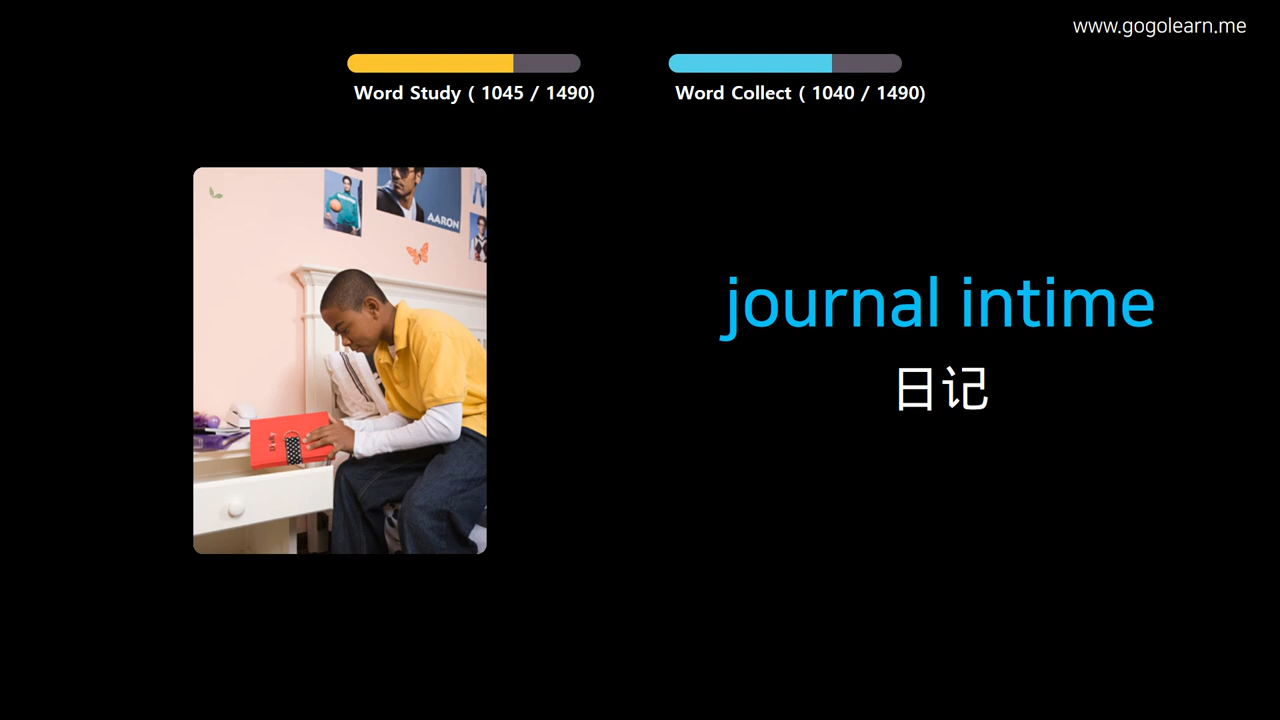 www.gogolearn.me
Word Study ( 1045 / 1490)
Word Collect ( 1040 / 1490)
AARON
journal intime
日记